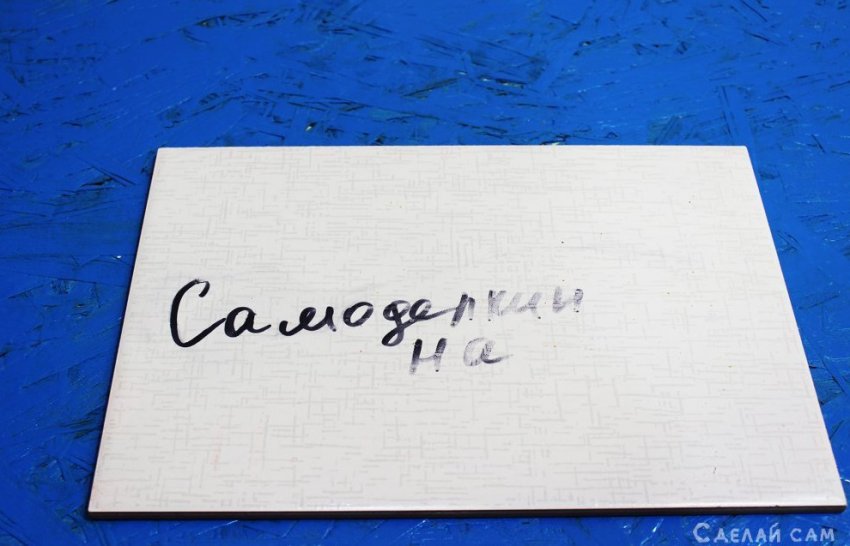 Самоделкин
на
Сделай сам